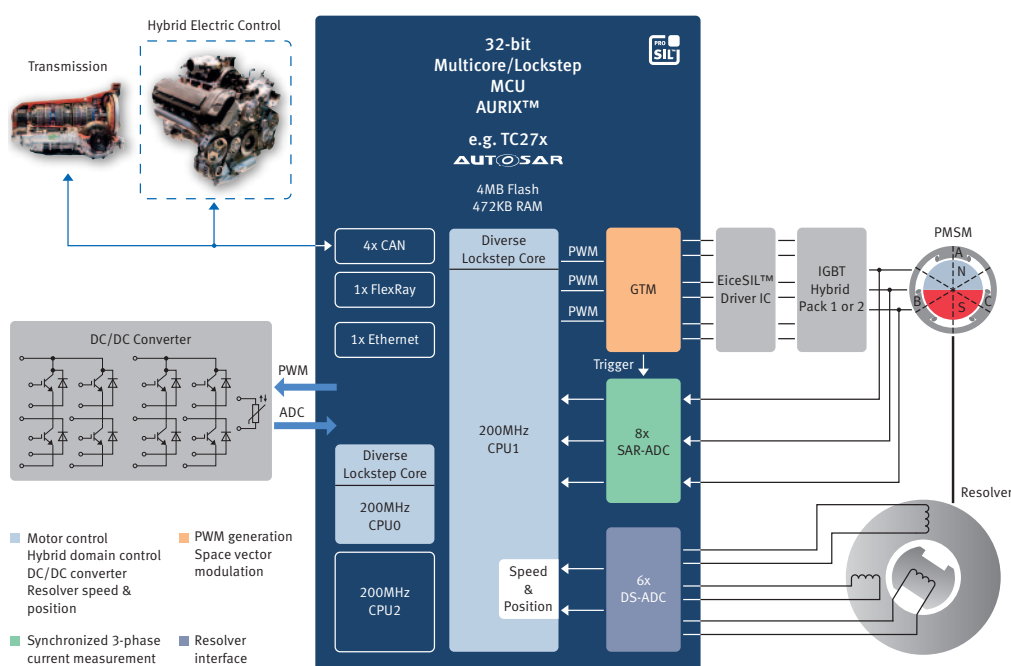 Hybrid Electric Control
Transmission
32-bit
Multicore/Lockstep
MCU
AURIX™
e.g. TC27x
AUTOSAR
4MB Flash
472KB RAM
PRO
SIL
4x CAN
1x FlexRay
1x Ethernet
Diverse
Lockstep Core
200MHz
CPU1
PWM
PWM
PWM
GTM
Trigger
EiceSIL™
Driver IC
IGBT
Hybrid
Pack 1 or 2
PMSM
A
N
B
S
C
DC/DC Converter
PWM
ADC
8x
SAR-ADC
Diverse
Lockstep Core
200MHz
CPU0
200MHz
CPU2
Speed
&
Position
6x
DS-ADC
Resolver
Motor control
Hybrid domain control
DC/DC converter
Resolver speed &
position
PWM generation
Space vector
modulation
Synchronized 3-phase
current measurement
Resolver
interface